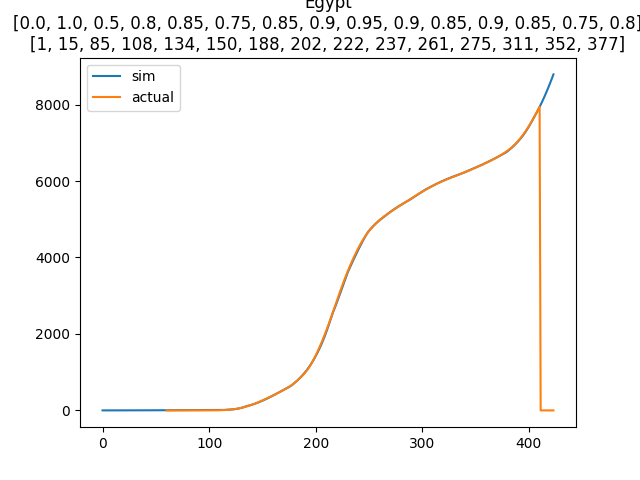 Egypt
[0.0, 1.0, 0.5, 0.8, 0.85, 0.75, 0.85, 0.9, 0.95, 0.9, 0.85, 0.9, 0.85, 0.75, 0.8]
[1, 15, 85, 108, 134, 150, 188, 202, 222, 237, 261, 275, 311, 352, 377]
sim
actual
8000
6000
4000
2000
0
0 100 200 300 400